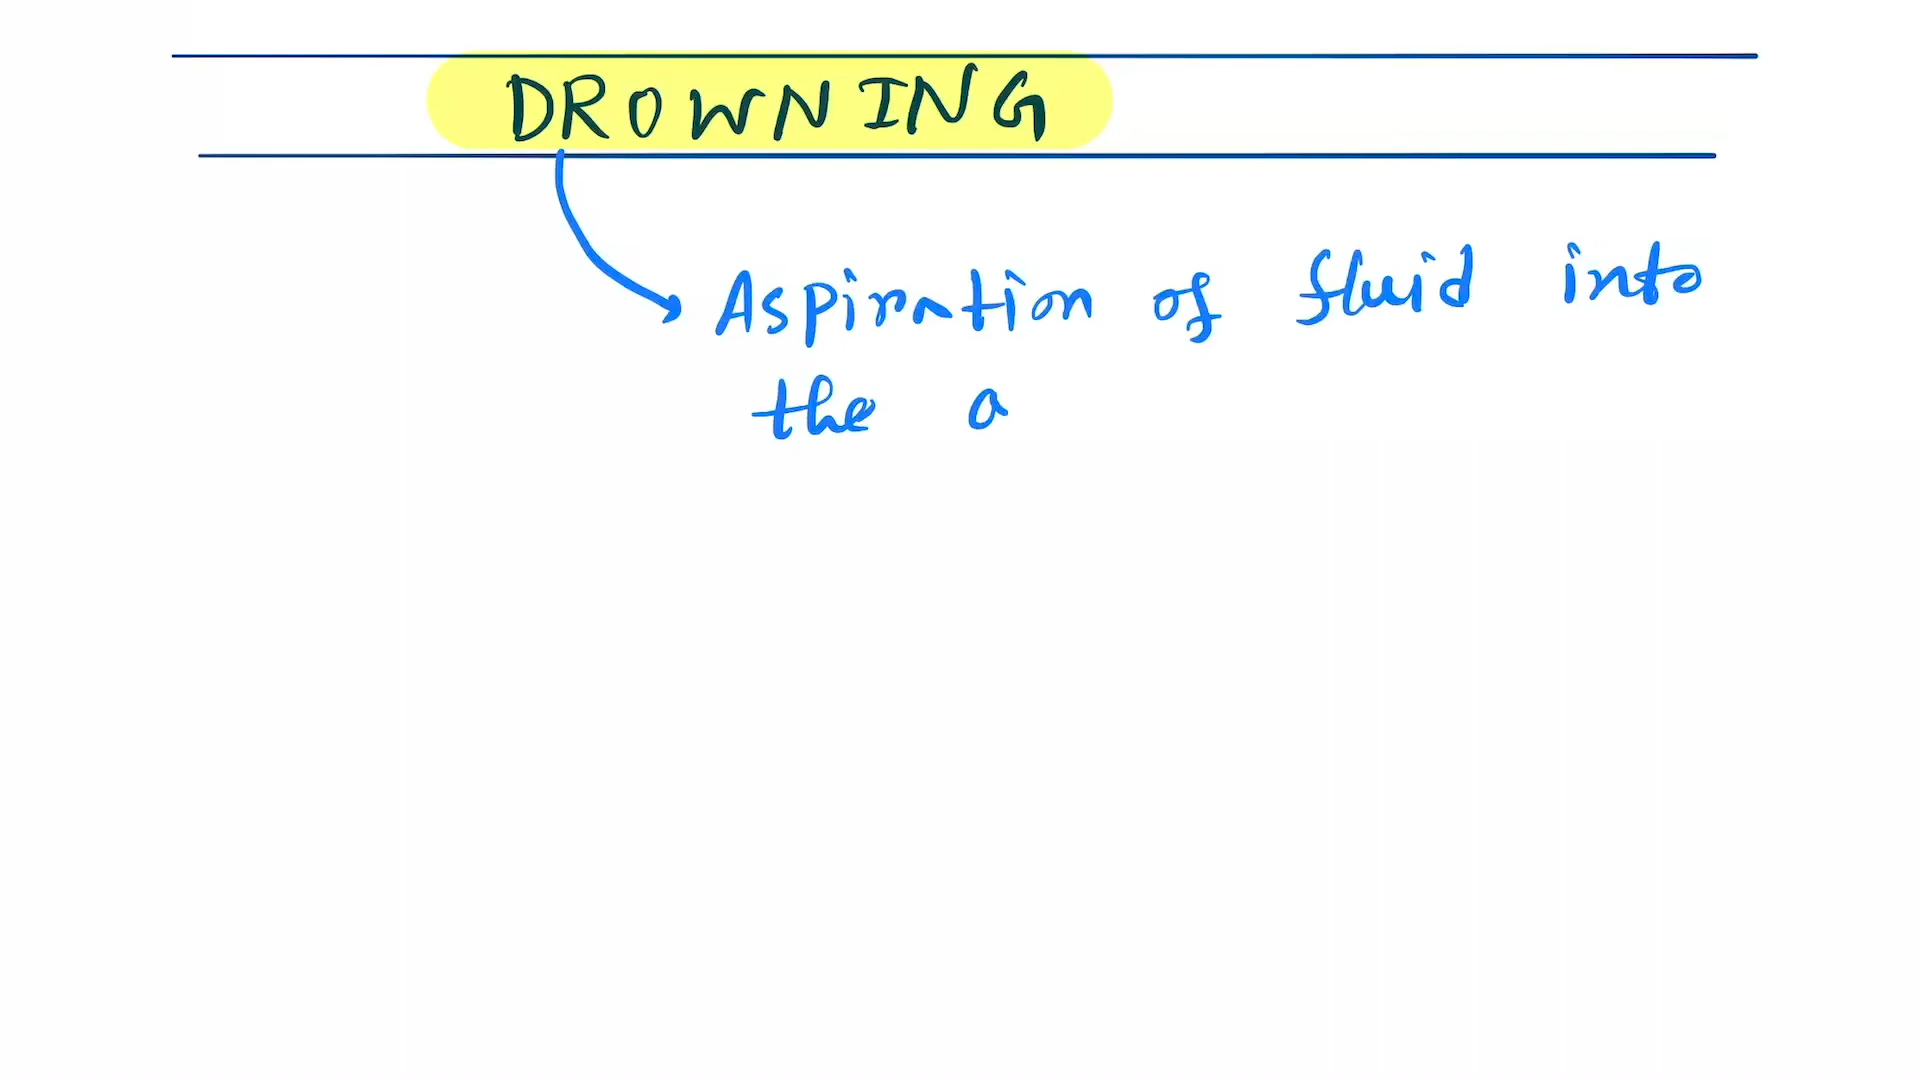 DROWNING
Aspiration of fluid into
the a